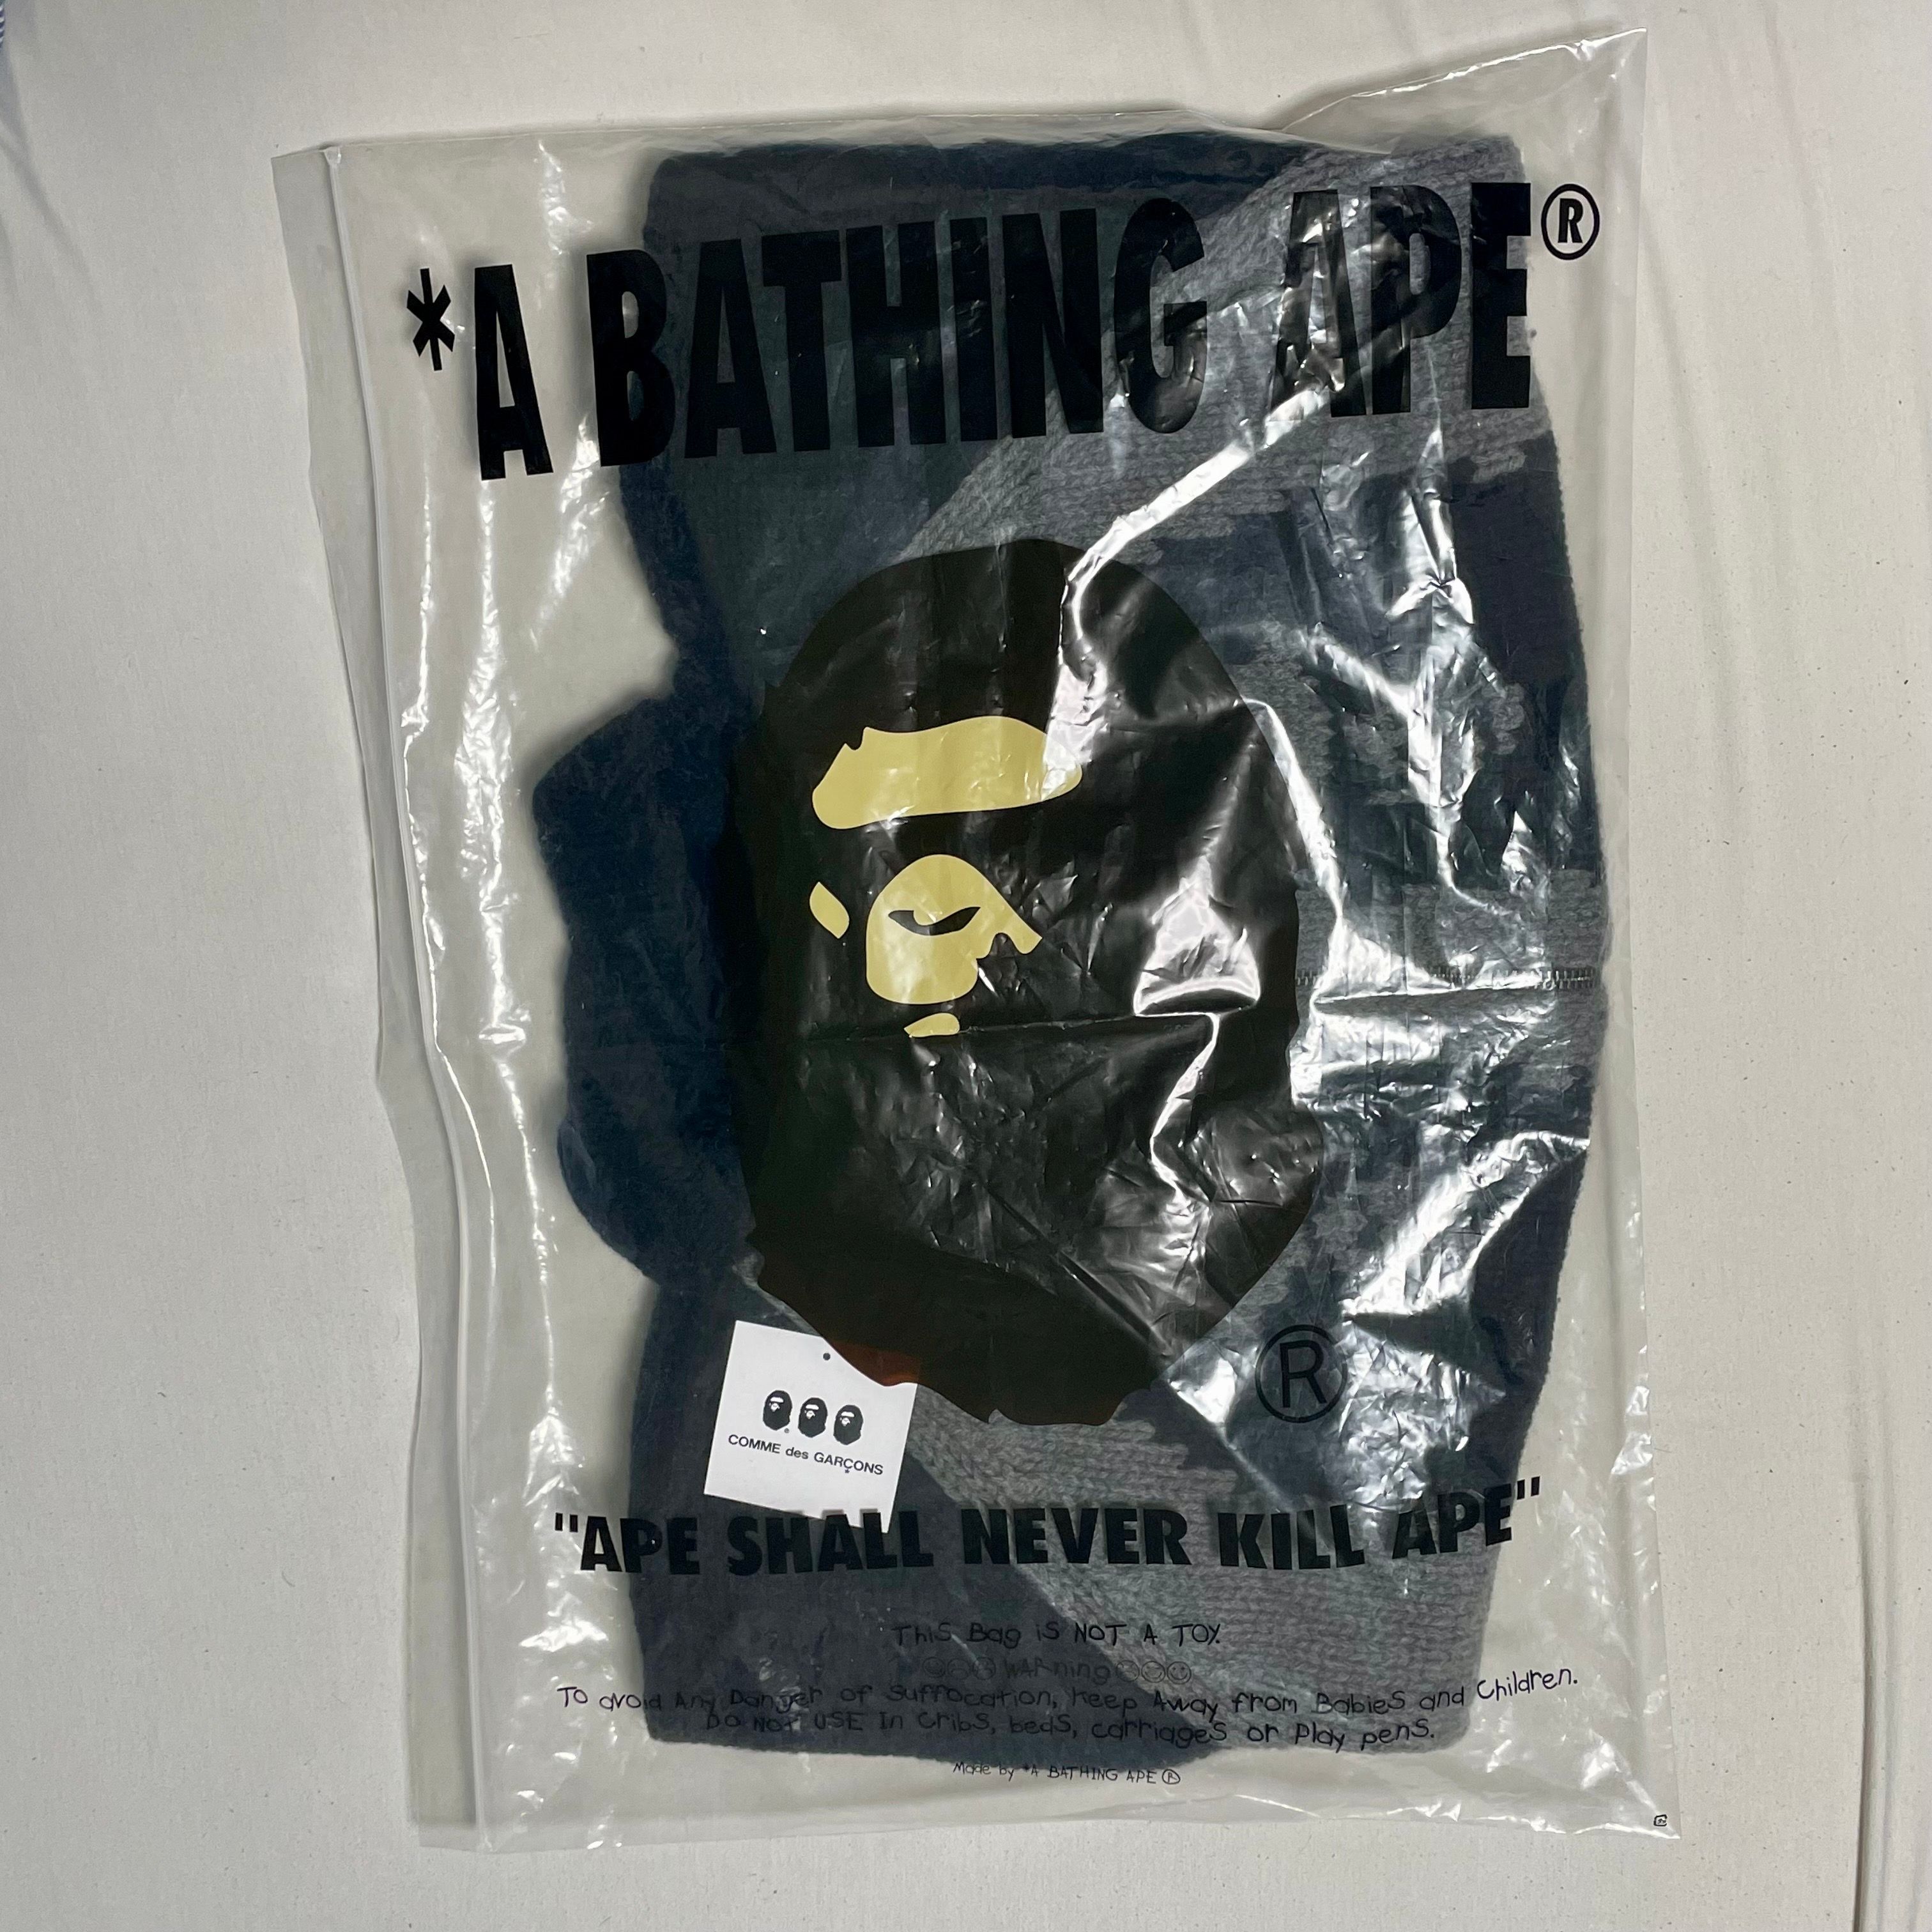 *A BATHING APE®
®
COMME des GARÇONS
"APE SHALL NEVER KILL APE"
This Bag is NOT A TOY.
WARning
To avoid Any Danger of Suffocation, keep Away from Babies and Children.
Do NOT USE In Cribs, beds, carriages or Play pens.
Made by *A BATHING APE®